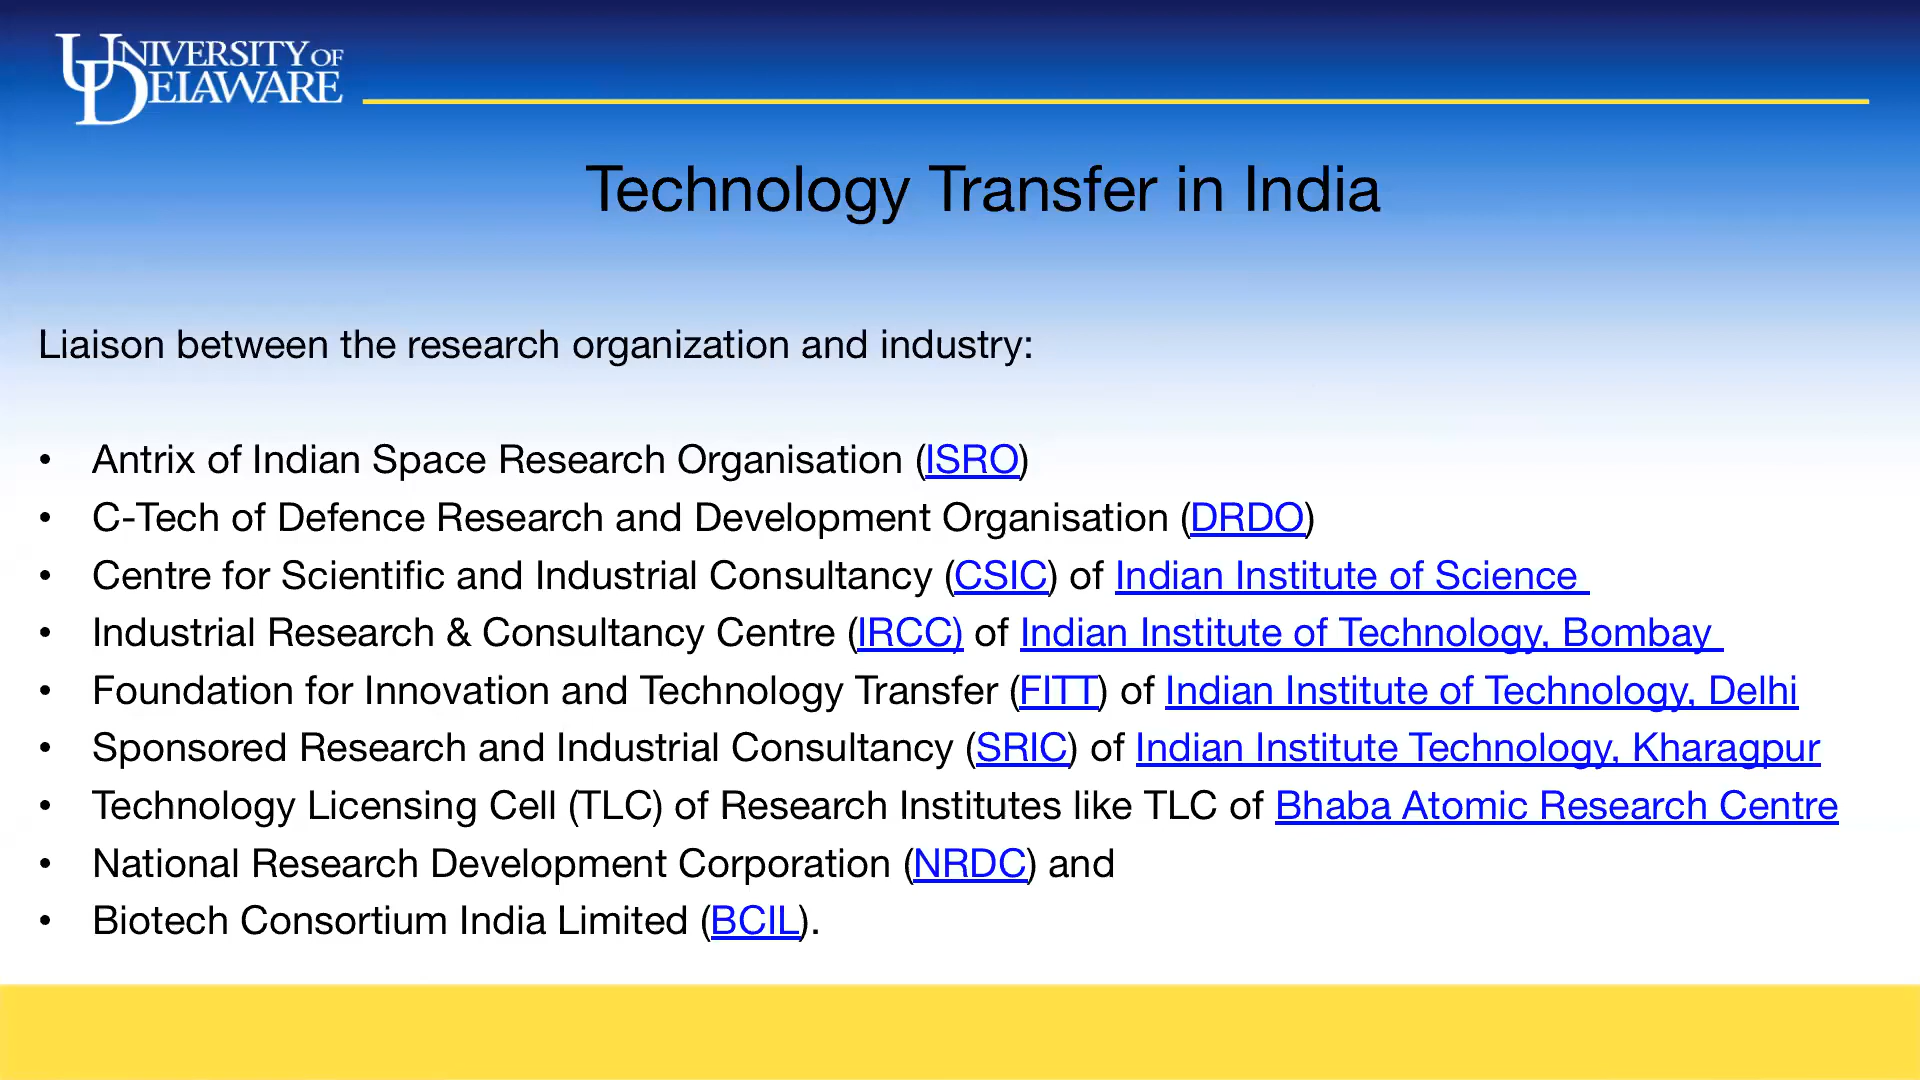 UNIVERSITY OF
DELAWARE
Technology Transfer in India
Liaison between the research organization and industry:
• Antrix of Indian Space Research Organisation (ISRO)
• C-Tech of Defence Research and Development Organisation (DRDO)
• Centre for Scientific and Industrial Consultancy (CSIC) of Indian Institute of Science
• Industrial Research & Consultancy Centre (IRCC) of Indian Institute of Technology, Bombay
• Foundation for Innovation and Technology Transfer (FITT) of Indian Institute of Technology, Delhi
• Sponsored Research and Industrial Consultancy (SRIC) of Indian Institute Technology, Kharagpur
• Technology Licensing Cell (TLC) of Research Institutes like TLC of Bhaba Atomic Research Centre
• National Research Development Corporation (NRDC) and
• Biotech Consortium India Limited (BCIL).